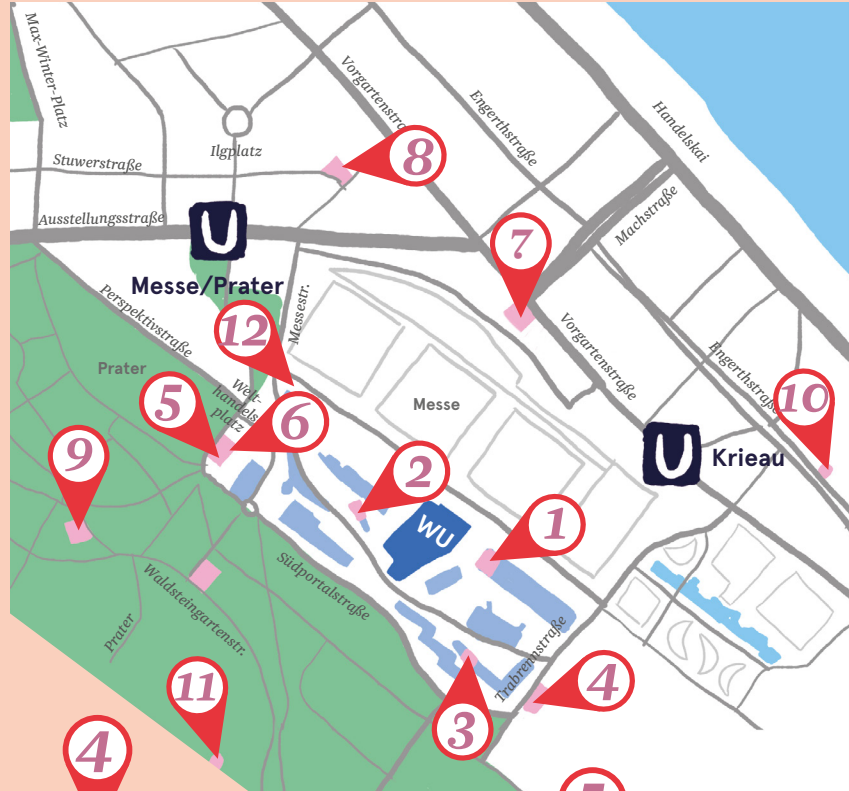 Max-Winter-Platz
Vorgartenstra
Engerthstraße
Handelskai
Stuwerstraße
Ilgplatz
8
Ausstellungsstraße
U
Machstraße
7
Messe/Prater
Perspektivstraße
Messestr.
12
Vorgartenstraße
Prater
Engerthstraße
Welt-
handels
platz
Messe
5
6
10
U
Krieau
9
2
WU
1
Südportalstraße
Waldsteingartenstr.
Prater
Trabrennstraße
11
4
3
4
5